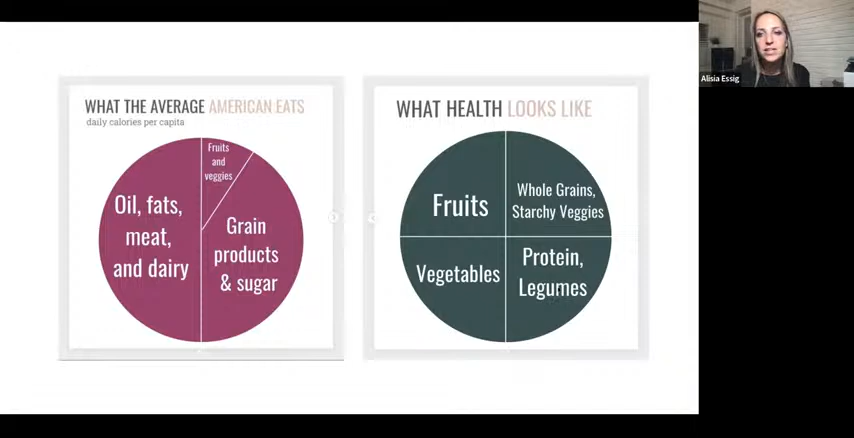 WHAT THE AVERAGE AMERICAN EATS
daily calories per capita
Fruits
and
veggies
Oil, fats,
meat,
and dairy
Grain
products
& sugar
WHAT HEALTH LOOKS LIKE
Fruits
Whole Grains,
Starchy Veggies
Vegetables
Protein,
Legumes
Alisia Essig